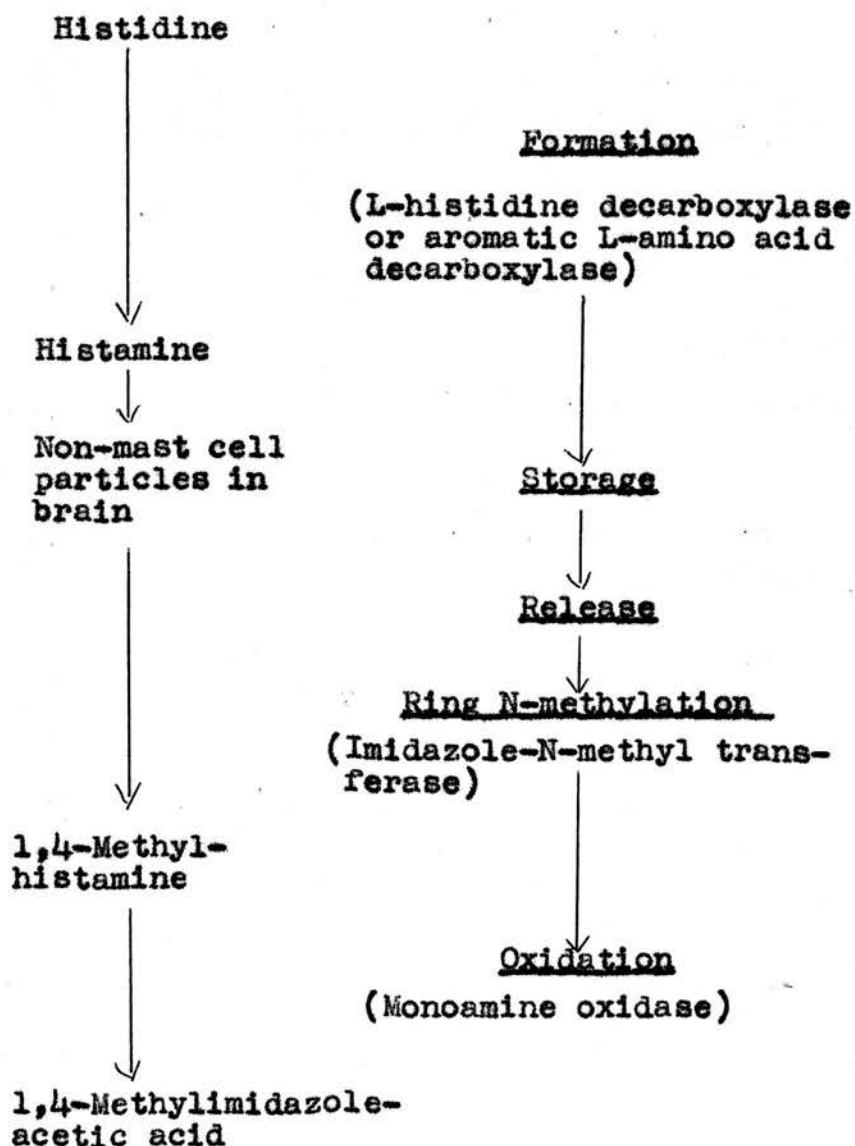 Histidine
Formation
(L-histidine decarboxylase
or aromatic L-amino acid
decarboxylase)
Histamine
Non-mast cell
particles in
brain
Storage
Release
Ring N-methylation
(Imidazole-N-methyl trans-
ferase)
1,4-Methyl-
histamine
Oxidation
(Monoamine oxidase)
1,4-Methylimidazole-
acetic acid